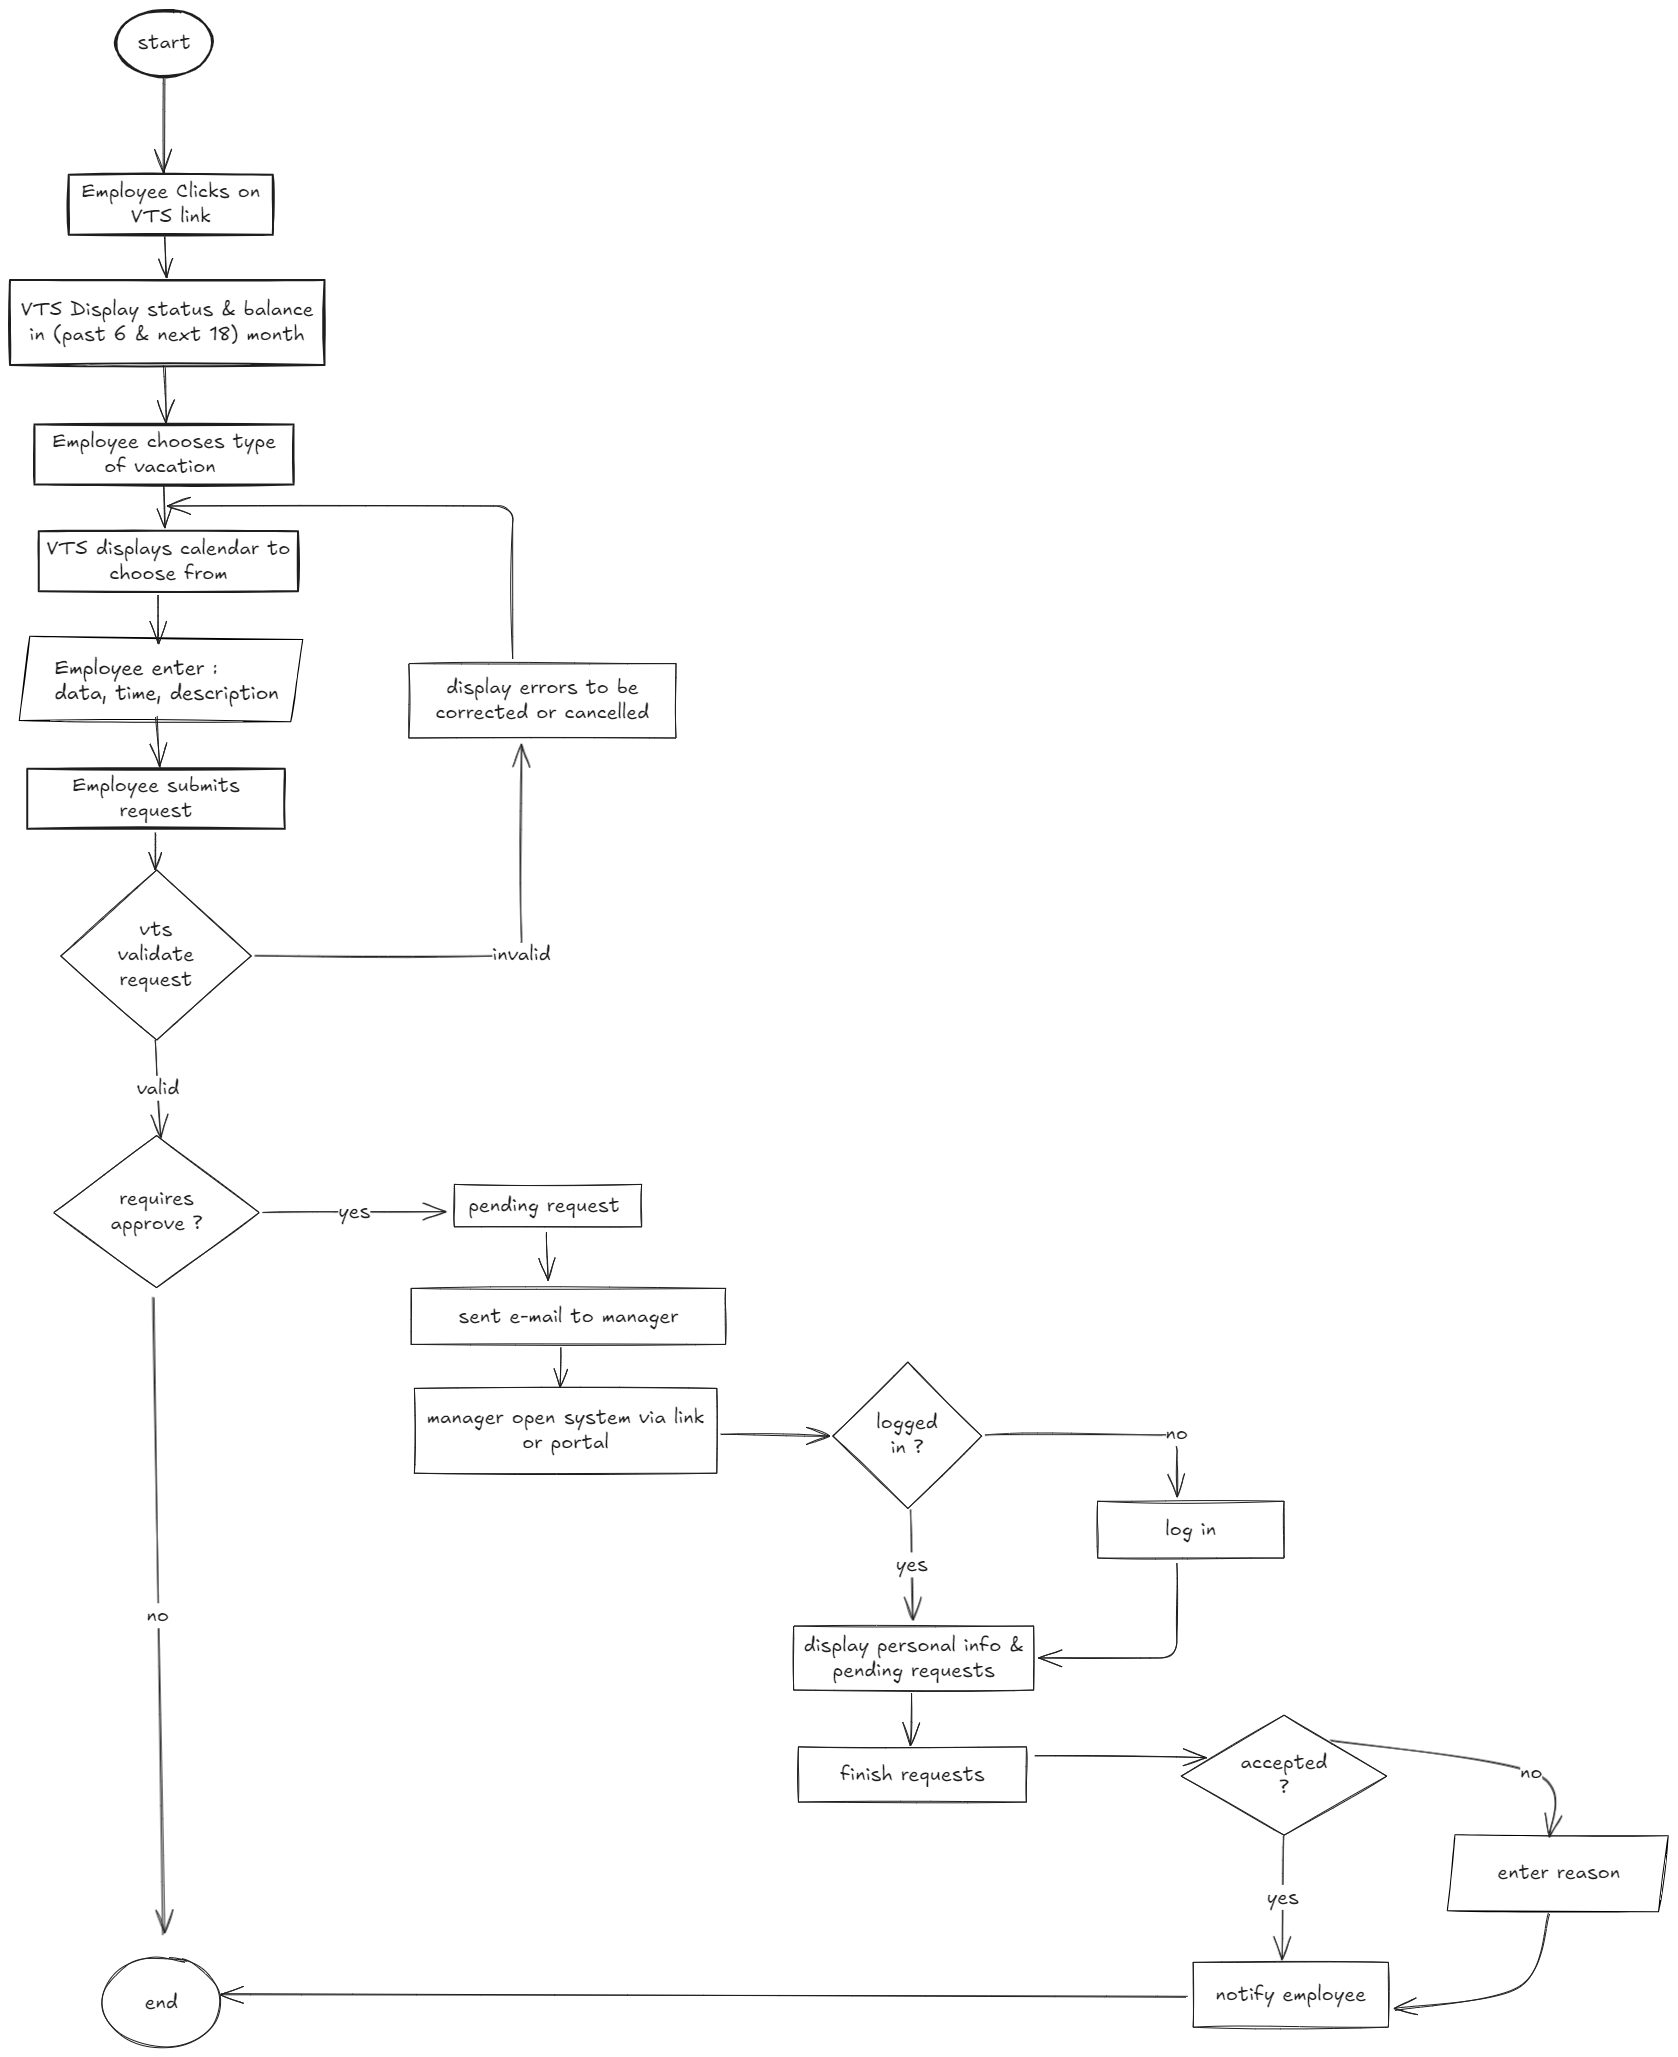 start
Employee Clicks on
VTS link
VTS Display status & balance
in (past 6 & next 18) month
Employee chooses type
of vacation
VTS displays calendar to
choose from
Employee enter :
data, time, description
display errors to be
corrected or cancelled
Employee submits
request
vts
validate
request
invalid
valid
requires
approve ?
yes
pending request
sent e-mail to manager
manager open system via link
or portal
logged
in ?
no
log in
yes
no
display personal info &
pending requests
finish requests
accepted
?
no
enter reason
yes
notify employee
end